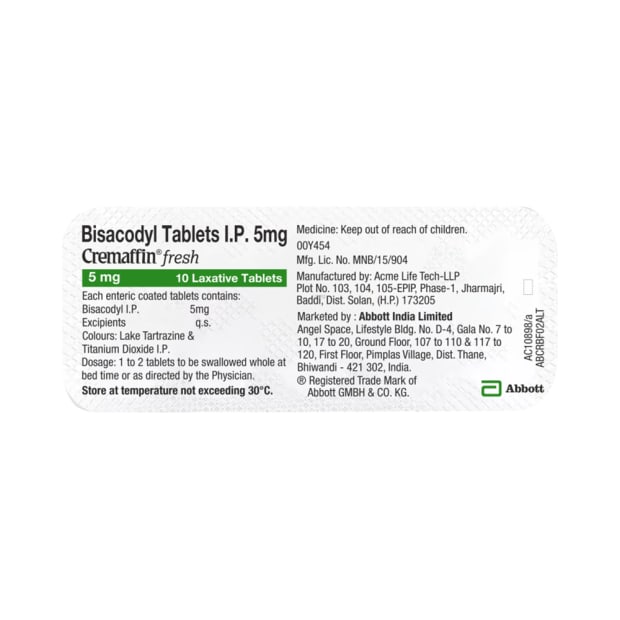 Bisacodyl Tablets I.P. 5mg
Cremaffin® fresh
5 mg 10 Laxative Tablets
Each enteric coated tablets contains:
Bisacodyl I.P. 5mg
Excipients q.s.
Colours: Lake Tartrazine &
Titanium Dioxide I.P.
Dosage: 1 to 2 tablets to be swallowed whole at
bed time or as directed by the Physician.
Store at temperature not exceeding 30°C.
Medicine: Keep out of reach of children.
00Y454
Mfg. Lic. No. MNB/15/904
Manufactured by: Acme Life Tech-LLP
Plot No. 103, 104, 105-EPIP, Phase-1, Jharmajri,
Baddi, Dist. Solan, (H.P.) 173205
Marketed by : Abbott India Limited
Angel Space, Lifestyle Bldg. No. D-4, Gala No. 7 to
10, 17 to 20, Ground Floor, 107 to 110 & 117 to
120, First Floor, Pimplas Village, Dist. Thane,
Bhiwandi - 421 302, India.
® Registered Trade Mark of
Abbott GMBH & CO. KG.
AC10898/a
ABCRBF02ALT
Abbott